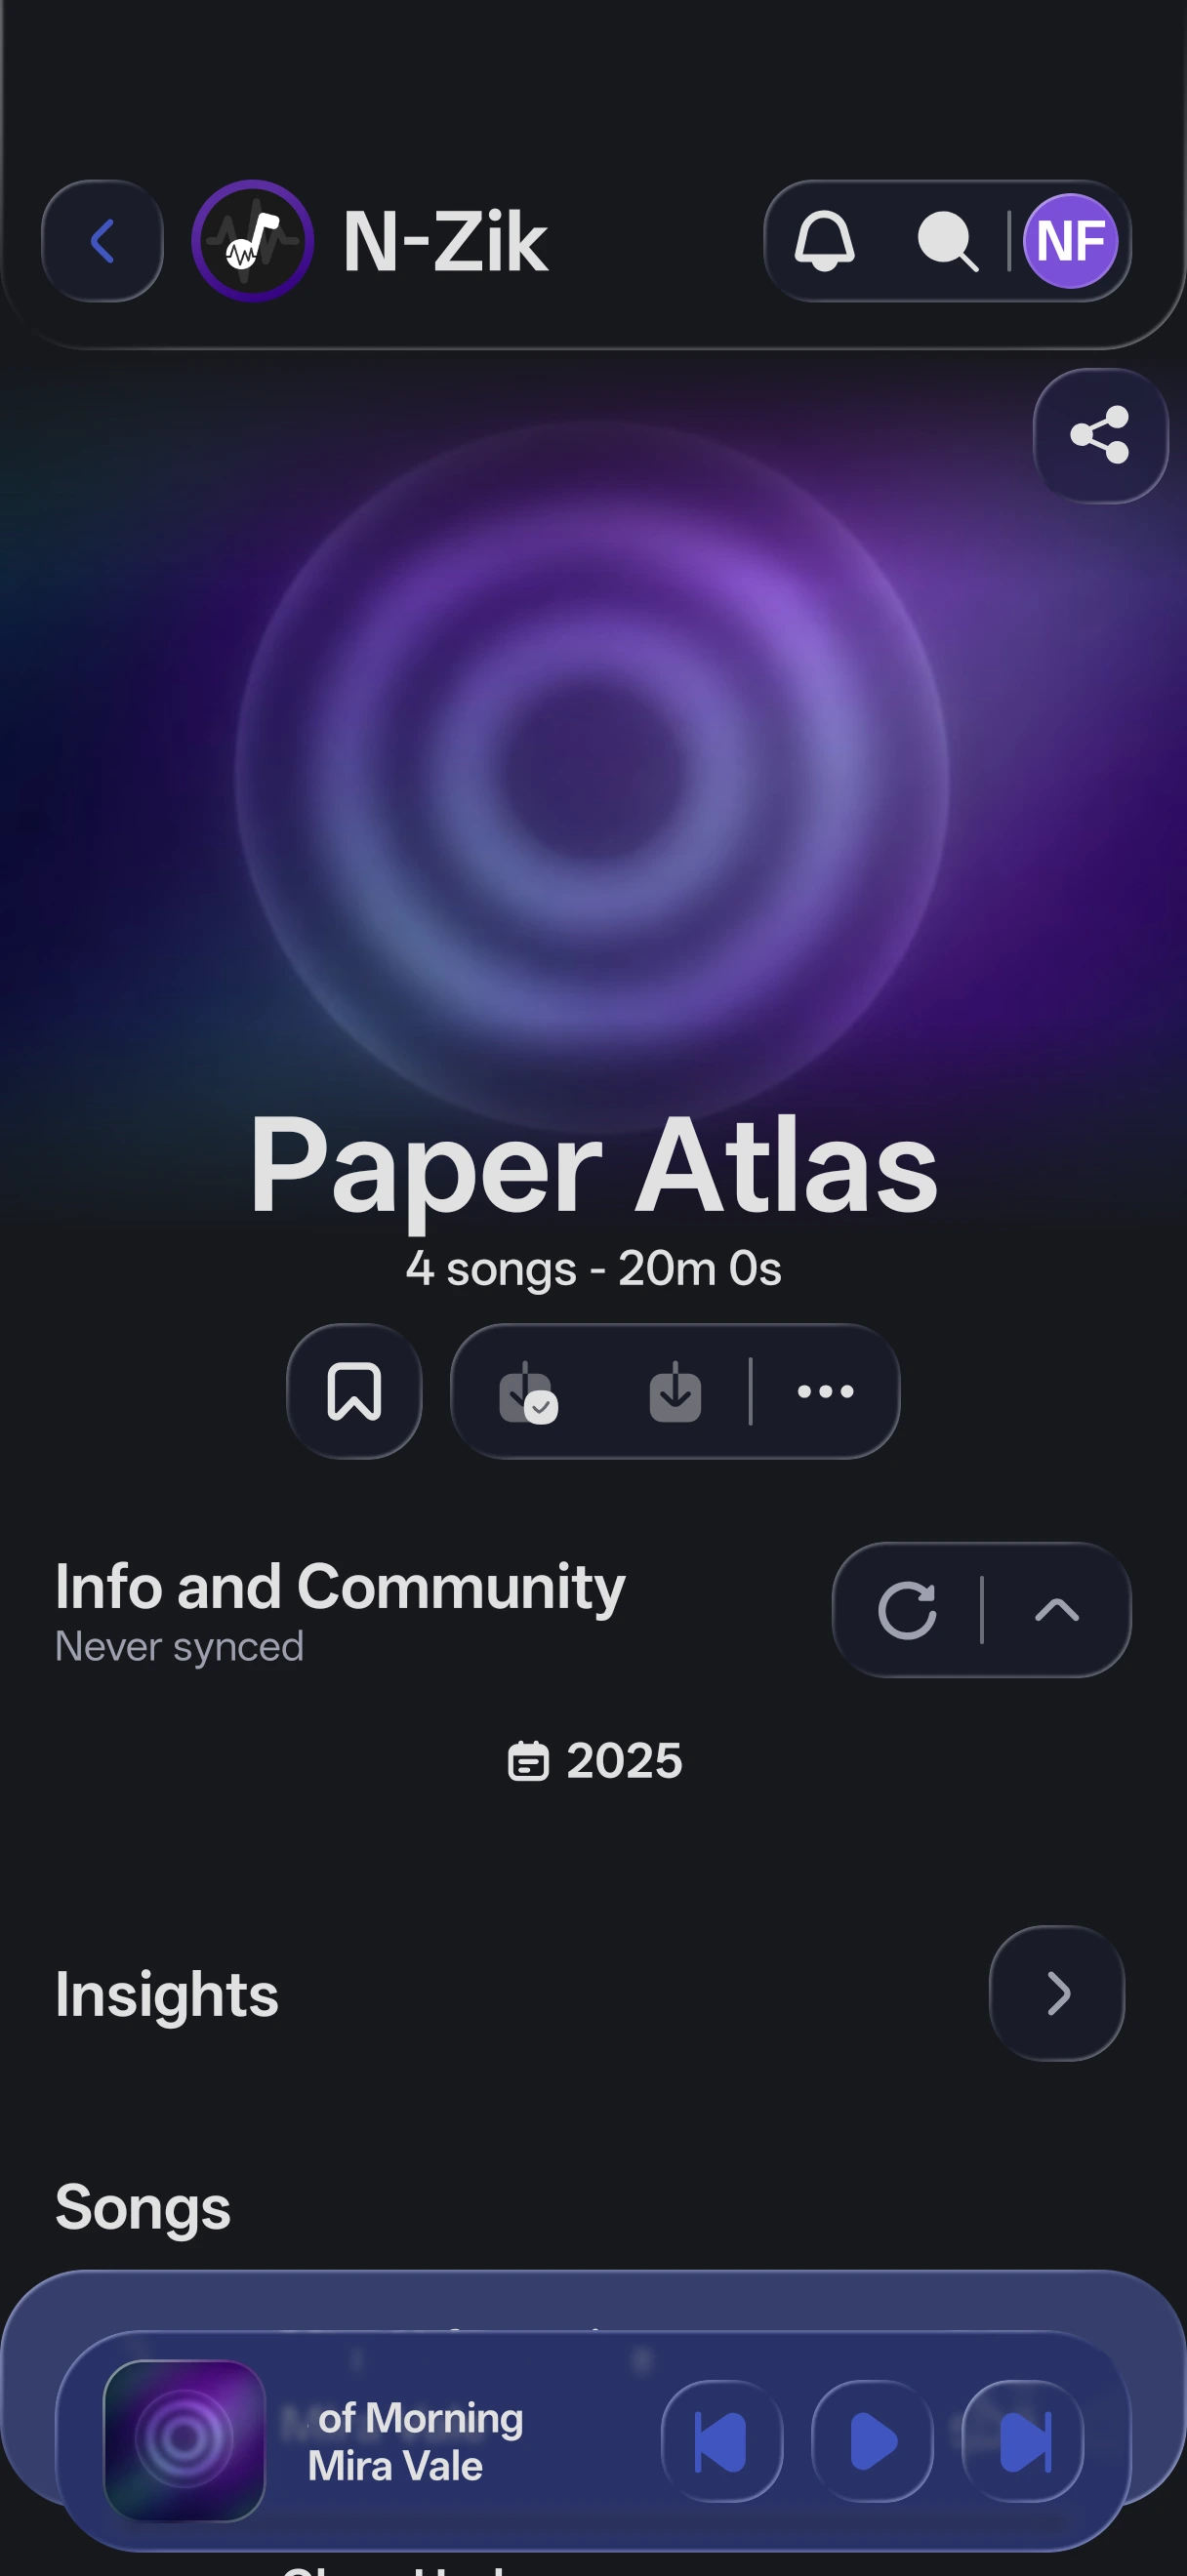 N-Zik
NF
Paper Atlas
4 songs - 20m 0s
Info and Community
Never synced
2025
Insights
Songs
of Morning
Mira Vale